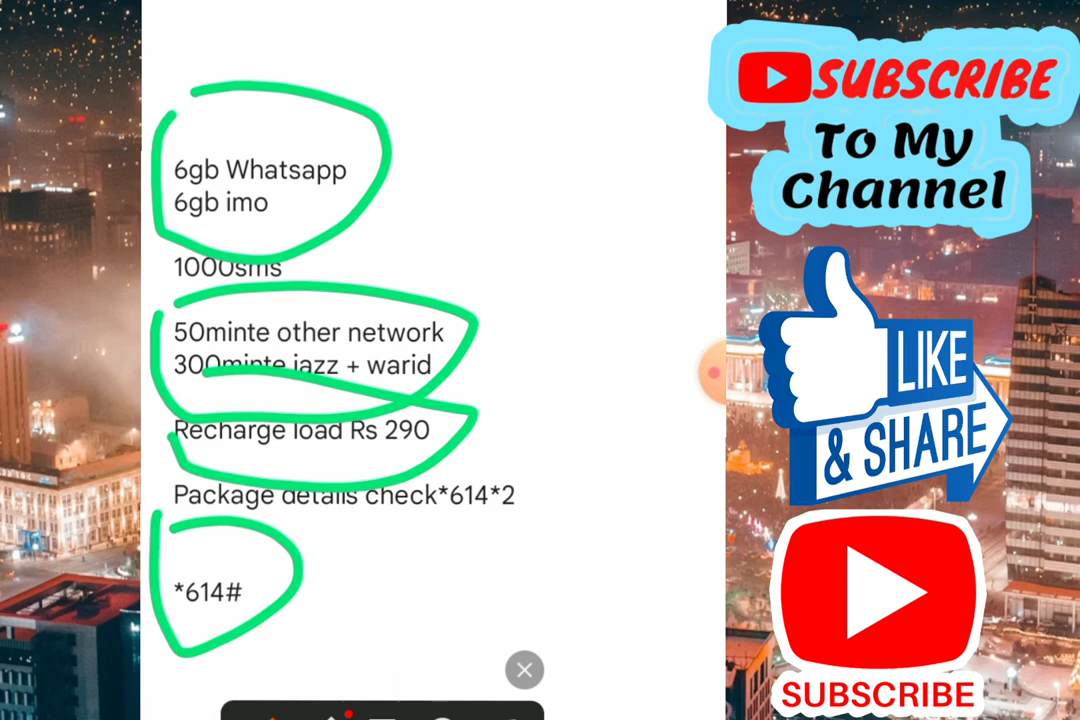 6gb Whatsapp
6gb imo
1000sms
50minte other network
300minte jazz + warid
Recharge load Rs 290
Package details check*614*2
*614#
SUBSCRIBE
To My
Channel
LIKE
& SHARE
SUBSCRIBE